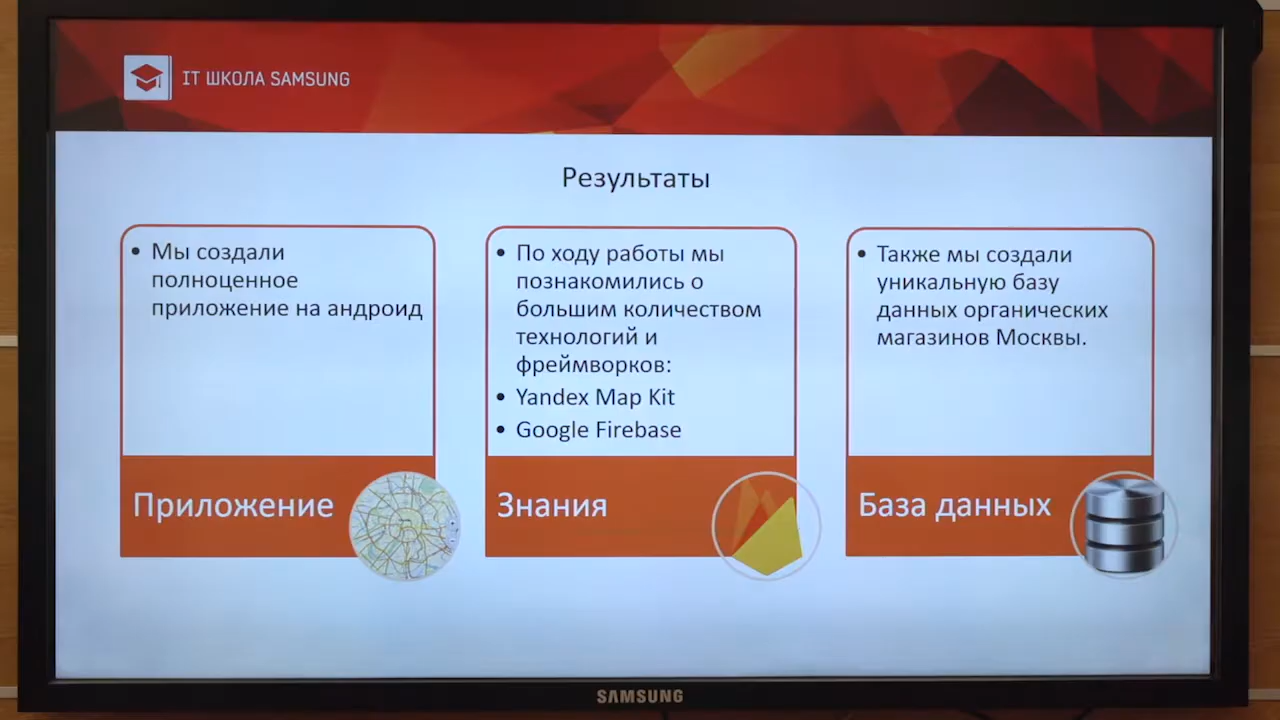 IT ШКОЛА SAMSUNG
Результаты
• Мы создали
полноценное
приложение на андроид
Приложение
• По ходу работы мы
познакомились о
большим количеством
технологий и
фреймворков:
• Yandex Map Kit
• Google Firebase
Знания
• Также мы создали
уникальную базу
данных органических
магазинов Москвы.
База данных
SAMSUNG